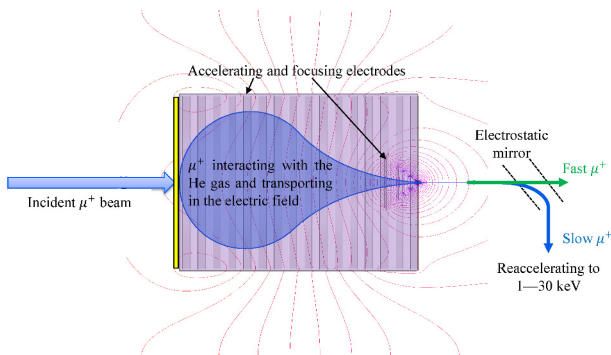 Accelerating and focusing electrodes
Electrostatic
mirror
μ⁺ interacting with the
He gas and transporting
in the electric field
Fast μ⁺
Incident μ⁺ beam
Slow μ⁺
Reaccelerating to
1—30 keV